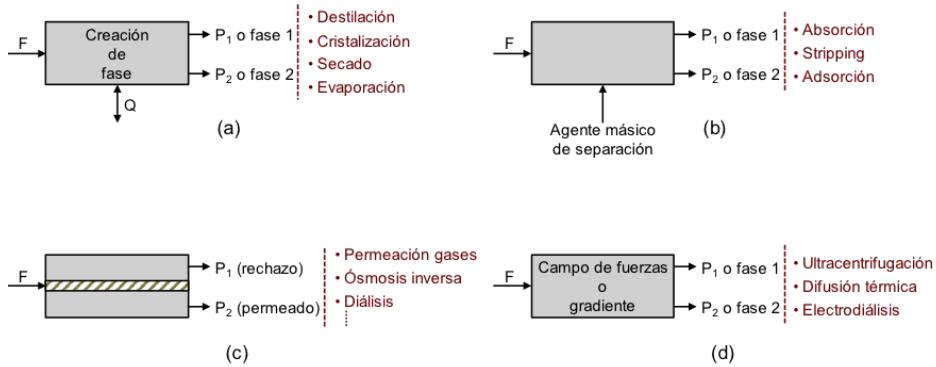 F
Creación
de
fase
Q
P1 o fase 1
P2 o fase 2
• Destilación
• Cristalización
• Secado
• Evaporación
(a)
F
P1 o fase 1
P2 o fase 2
• Absorción
• Stripping
• Adsorción
Agente másico
de separación
(b)
F
P1 (rechazo)
P2 (permeado)
• Permeación gases
• Ósmosis inversa
• Diálisis
(c)
F
Campo de fuerzas
o
gradiente
P1 o fase 1
P2 o fase 2
• Ultracentrifugación
• Difusión térmica
• Electrodiálisis
(d)